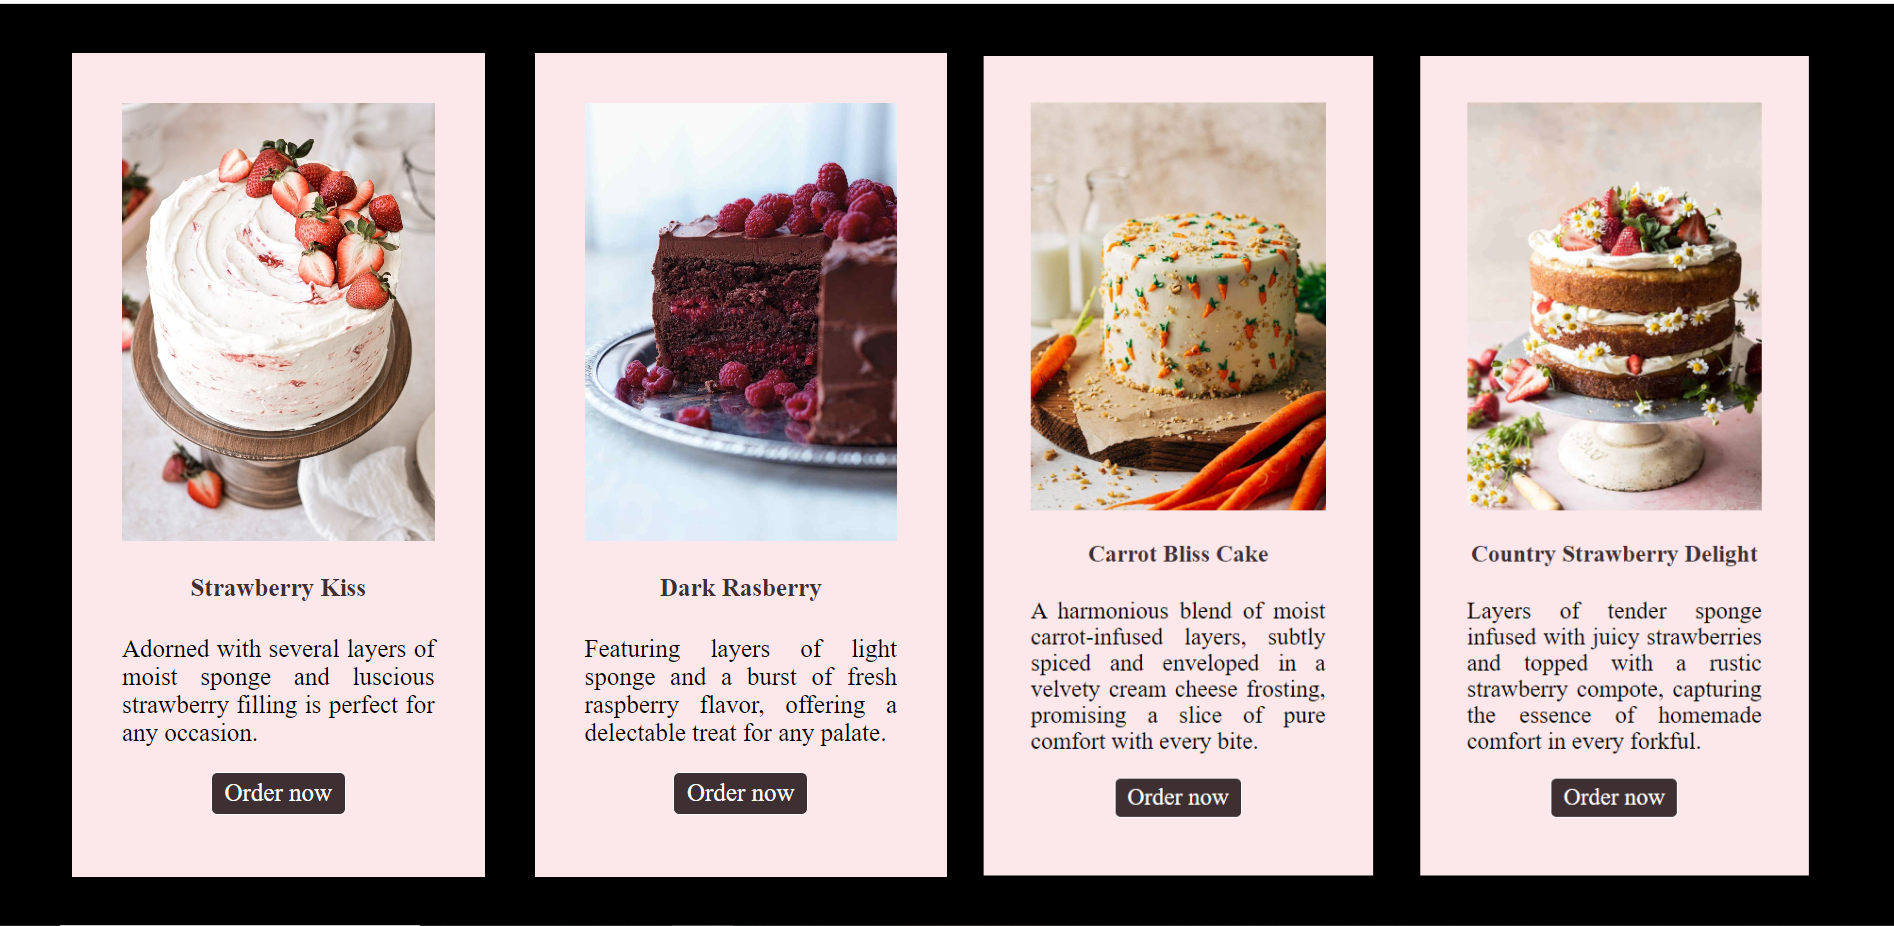 Strawberry Kiss
Adorned with several layers of
moist sponge and luscious
strawberry filling is perfect for
any occasion.
Order now
Dark Rasberry
Featuring layers of light
sponge and a burst of fresh
raspberry flavor, offering a
delectable treat for any palate.
Order now
Carrot Bliss Cake
A harmonious blend of moist
carrot-infused layers, subtly
spiced and enveloped in a
velvety cream cheese frosting,
promising a slice of pure
comfort with every bite.
Order now
Country Strawberry Delight
Layers of tender sponge
infused with juicy strawberries
and topped with a rustic
strawberry compote, capturing
the essence of homemade
comfort in every forkful.
Order now